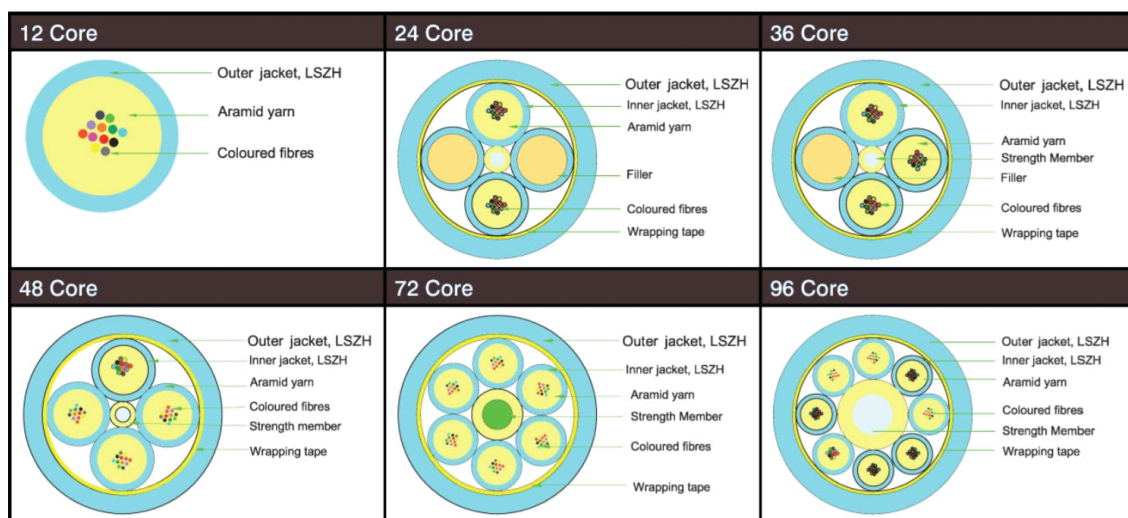 12 Core
Outer jacket, LSZH
Aramid yarn
Coloured fibres
24 Core
Outer jacket, LSZH
Inner jacket, LSZH
Aramid yarn
Filler
Coloured fibres
Wrapping tape
36 Core
Outer jacket, LSZH
Inner jacket, LSZH
Aramid yarn
Strength Member
Filler
Coloured fibres
Wrapping tape
48 Core
Outer jacket, LSZH
Inner jacket, LSZH
Aramid yarn
Coloured fibres
Strength member
Wrapping tape
72 Core
Outer jacket, LSZH
Inner jacket, LSZH
Aramid yarn
Strength Member
Coloured fibres
Wrapping tape
96 Core
Outer jacket, LSZH
Inner jacket, LSZH
Aramid yarn
Coloured fibres
Strength Member
Wrapping tape